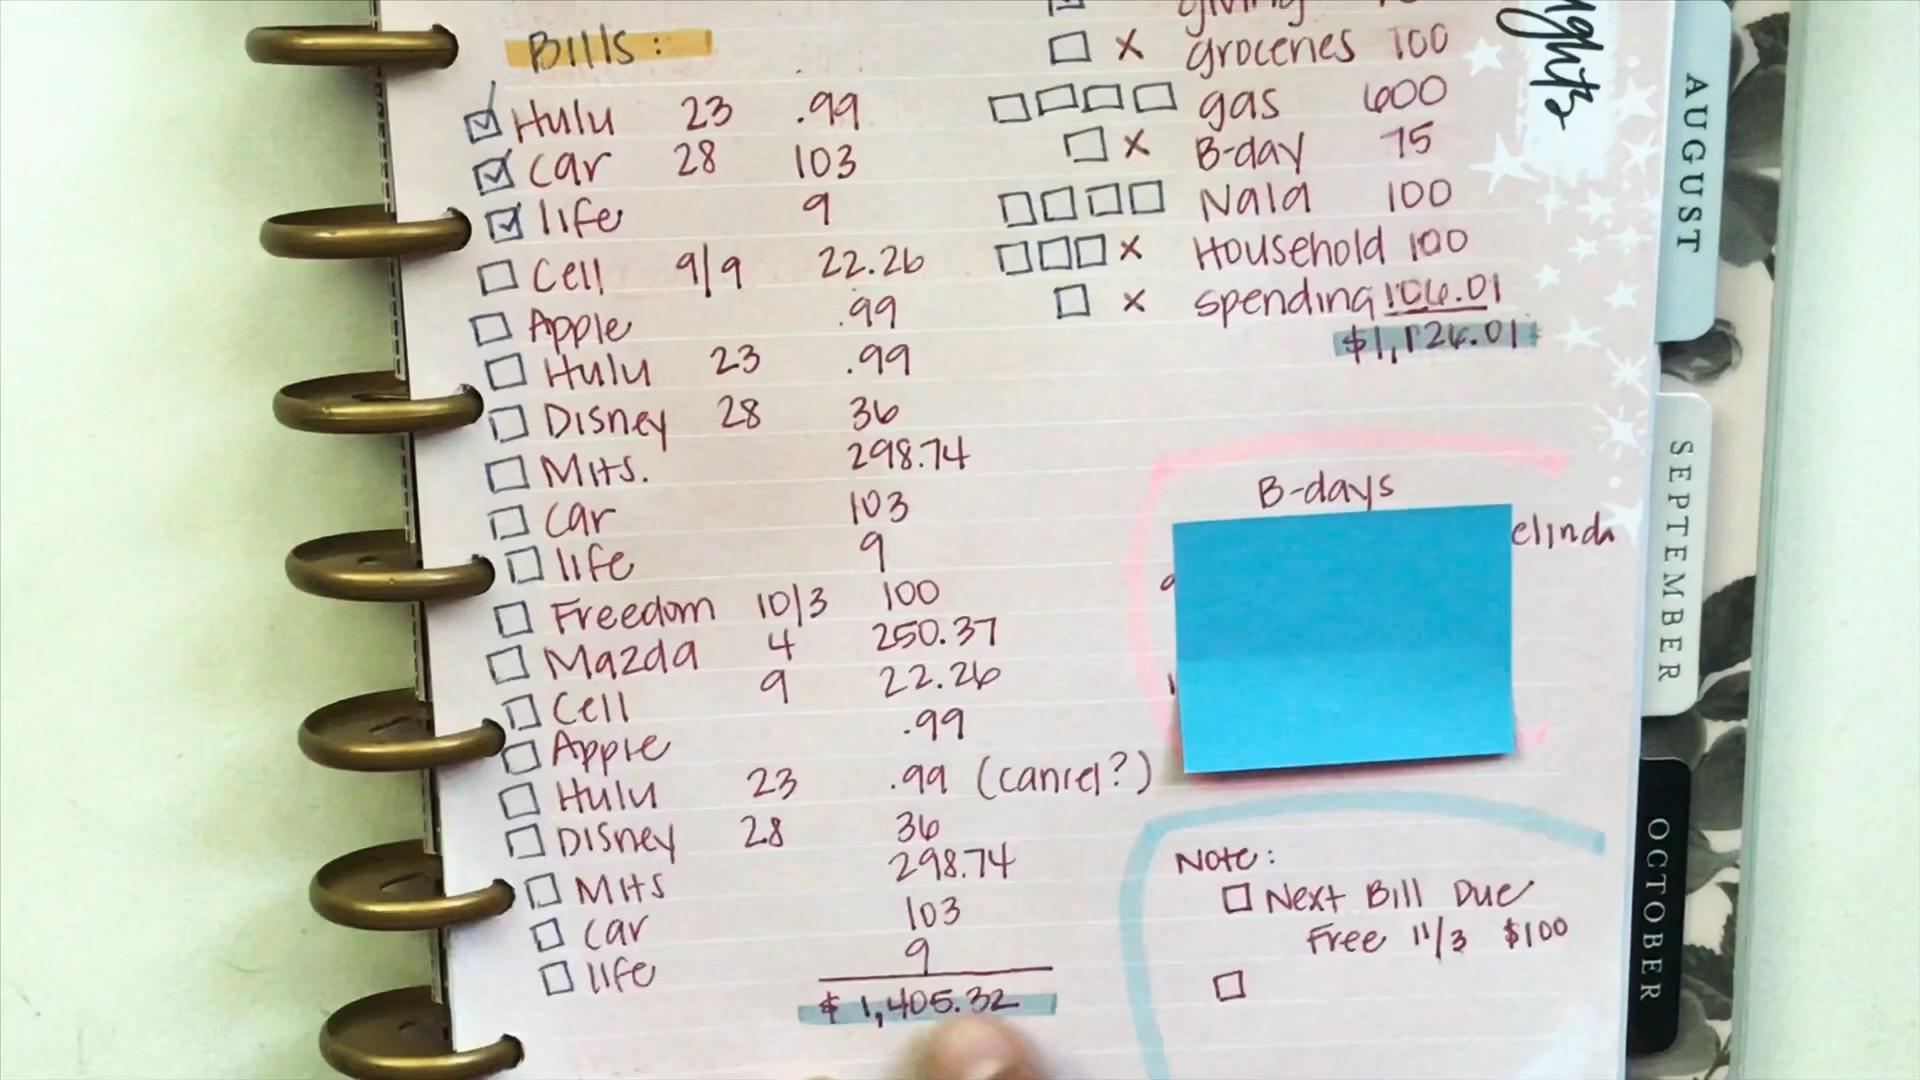 Bills:
Hulu 23 .99
car 28 103
life 9
Cell 9/9 22.26
Apple .99
Hulu 23 .99
Disney 28 36
Mits. 298.74
car 103
life 9
Freedom 10/3 100
Mazda 4 250.37
Cell 9 22.26
Apple .99
Hulu 23 .99 (cancel?)
Disney 28 36
Mits 298.74
car 103
life 9
$ 1,405.32
giving
x groceries 100
gas 600
x B-day 75
Nala 100
x Household 100
x spending 106.01
B-days
elinda
Note:
Next Bill Due
Free 11/3 $100
AUGUST
SEPTEMBER
OCTOBER